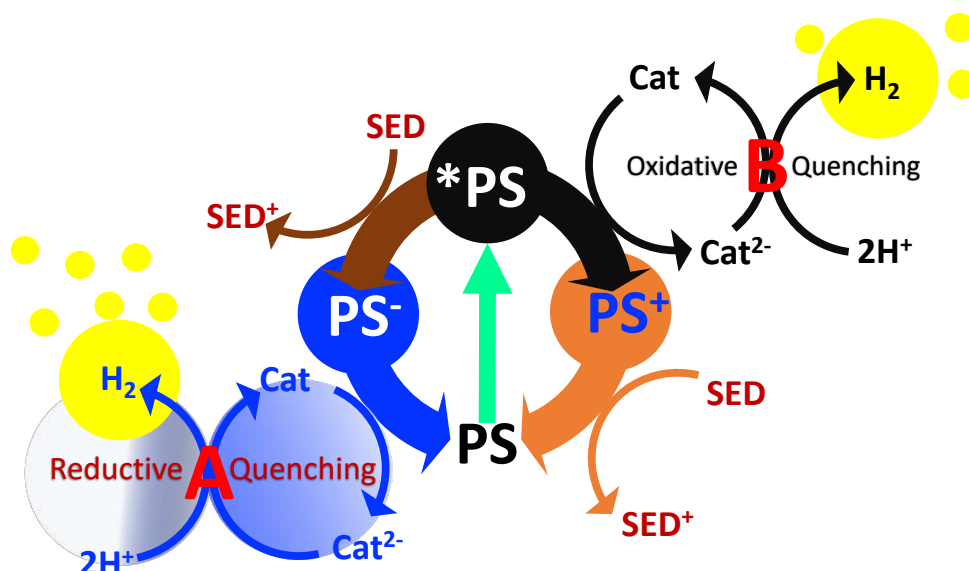 Cat
H₂
SED
*PS
Oxidative B Quenching
SED⁺
Cat²⁻
2H⁺
PS⁻
PS⁺
H₂
Cat
SED
PS
Reductive A Quenching
SED⁺
2H⁺
Cat²⁻